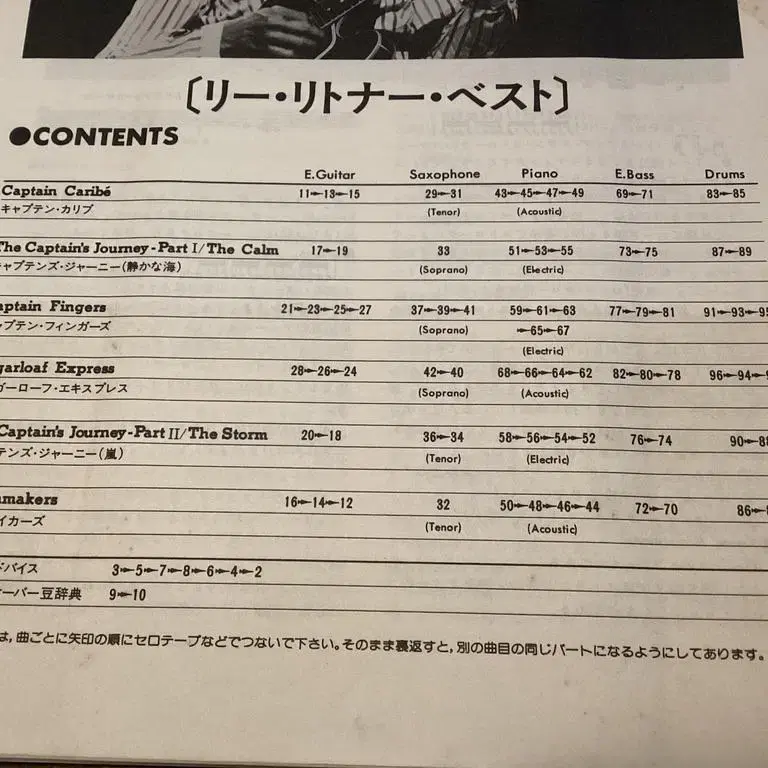 〔リー・リトナー・ベスト〕
●CONTENTS
E.Guitar Saxophone Piano E.Bass Drums
Captain Caribé 11➛13➛15 29➛31 43➛45➛47➛49 69➛71 83➛85
キャプテン・カリブ (Tenor) (Acoustic)
The Captain's Journey-Part I/The Calm 17➛19 33 51➛53➛55 73➛75 87➛89
ャプテンズ・ジャーニー(静かな海) (Soprano) (Electric)
aptain Fingers 21➛23➛25➛27 37➛39➛41 59➛61➛63 77➛79➛81 91➛93➛95
ャプテン・フィンガーズ (Soprano) ➛65➛67
(Electric)
garloaf Express 28➛26➛24 42➛40 68➛66➛64➛62 82➛80➛78 96➛94➛
ガーローフ・エキスプレス (Soprano) (Acoustic)
Captain's Journey-Part II/The Storm 20➛18 36➛34 58➛56➛54➛52 76➛74 90➛88
テンズ・ジャーニー(嵐) (Tenor) (Electric)
makers 16➛14➛12 32 50➛48➛46➛44 72➛70 86➛
イカーズ (Tenor) (Acoustic)
バイス 3➛5➛7➛8➛6➛4➛2
ーパー豆辞典 9➛10
は,曲ごとに矢印の順にセロテープなどでつないで下さい。そのまま裏返すと,別の曲目の同じパートになるようにしてあります。